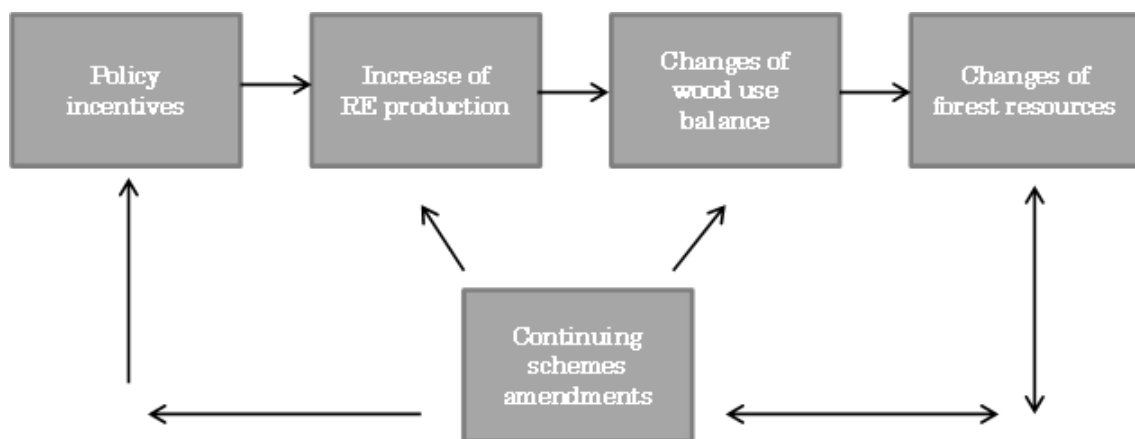 Policy
incentives
Increase of
RE production
Changes of
wood use
balance
Changes of
forest resources
Continuing
schemes
amendments